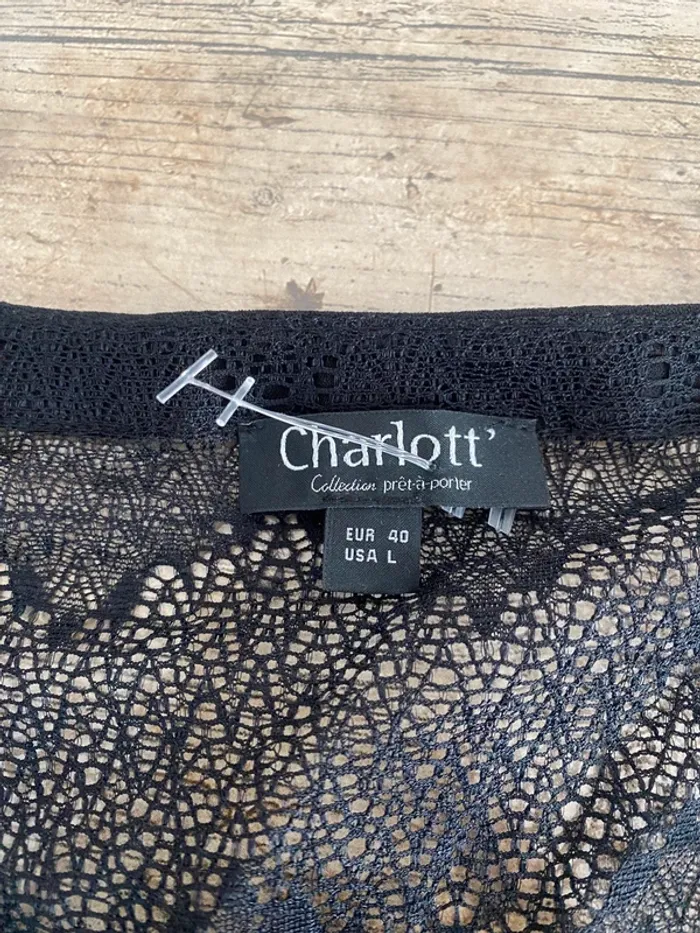 Charlott’
Collection prêt-à-porter
EUR 40
USA L